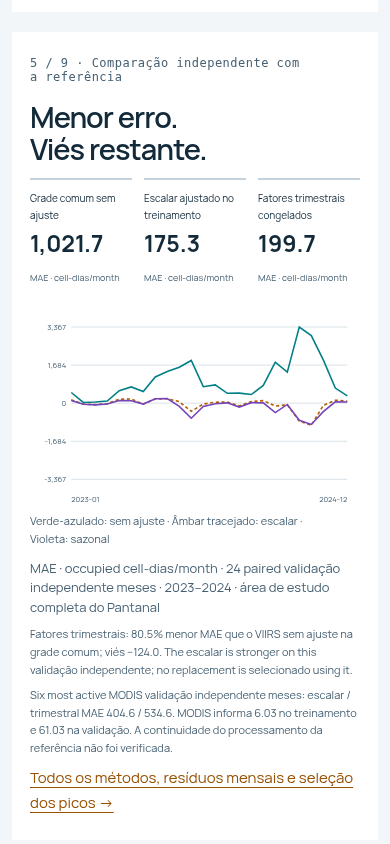 5 / 9 · Comparação independente com
a referência
Menor erro.
Viés restante.
Grade comum sem
ajuste
1,021.7
MAE · cell-dias/month
Escalar ajustado no
treinamento
175.3
MAE · cell-dias/month
Fatores trimestrais
congelados
199.7
MAE · cell-dias/month
3,367
1,684
0
-1,684
-3,367
2023-01
2024-12
Verde-azulado: sem ajuste · Âmbar tracejado: escalar ·
Violeta: sazonal
MAE · occupied cell-dias/month · 24 paired validação
independente meses · 2023–2024 · área de estudo
completa do Pantanal
Fatores trimestrais: 80.5% menor MAE que o VIIRS sem ajuste na
grade comum; viés −124.0. The escalar is stronger on this
validação independente; no replacement is selecionado using it.
Six most active MODIS validação independente meses: escalar /
trimestral MAE 404.6 / 534.6. MODIS informa 6.03 no treinamento
e 61.03 na validação. A continuidade do processamento da
referência não foi verificada.
Todos os métodos, resíduos mensais e seleção
dos picos →